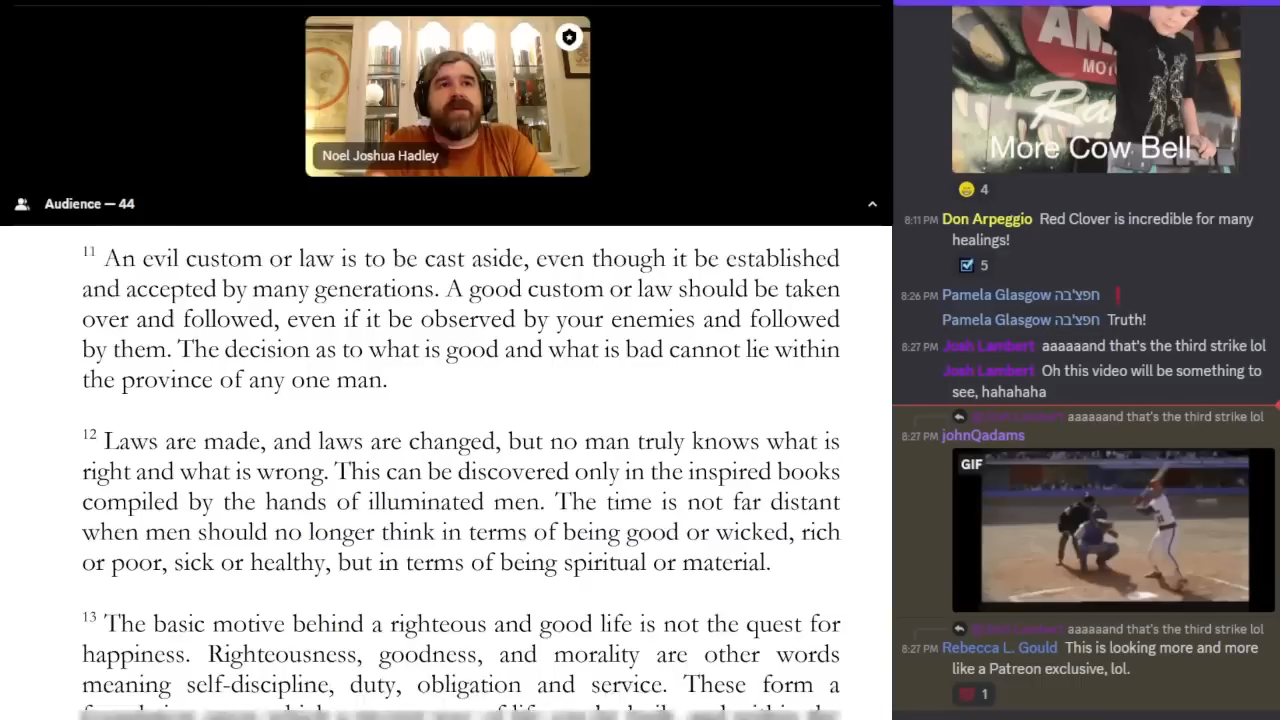 Noel Joshua Hadley
Audience — 44
11 An evil custom or law is to be cast aside, even though it be established
and accepted by many generations. A good custom or law should be taken
over and followed, even if it be observed by your enemies and followed
by them. The decision as to what is good and what is bad cannot lie within
the province of any one man.
12 Laws are made, and laws are changed, but no man truly knows what is
right and what is wrong. This can be discovered only in the inspired books
compiled by the hands of illuminated men. The time is not far distant
when men should no longer think in terms of being good or wicked, rich
or poor, sick or healthy, but in terms of being spiritual or material.
13 The basic motive behind a righteous and good life is not the quest for
happiness. Righteousness, goodness, and morality are other words
meaning self-discipline, duty, obligation and service. These form a
More Cow Bell
4
8:11 PM Don Arpeggio Red Clover is incredible for many
healings!
5
8:26 PM Pamela Glasgow חפצ'בה
Pamela Glasgow חפצ'בה Truth!
8:27 PM Josh Lambert aaaaaand that's the third strike lol
Josh Lambert Oh this video will be something to
see, hahahaha
@Josh Lambert aaaaaand that's the third strike lol
8:27 PM johnQadams
GIF
@Josh Lambert aaaaaand that's the third strike lol
8:27 PM Rebecca L. Gould This is looking more and more
like a Patreon exclusive, lol.
1